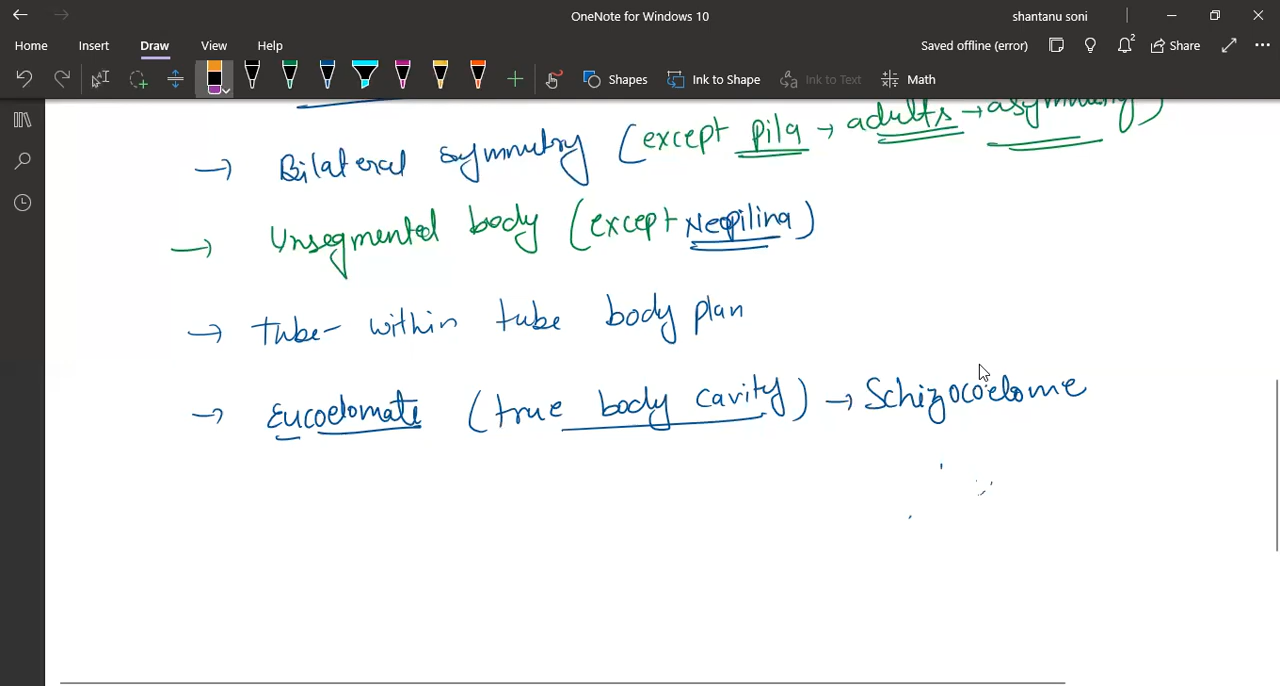 OneNote for Windows 10
shantanu soni
Home Insert Draw View Help
Saved offline (error)
Share
Shapes
Ink to Shape
Ink to Text
Math
→ Bilateral symmetry (except pila → adults → asymmetry)
→ Unsegmented body (except Neopilina)
→ Tube- within tube body plan
→ Eucoelomate (true body cavity) → Schizocoelome